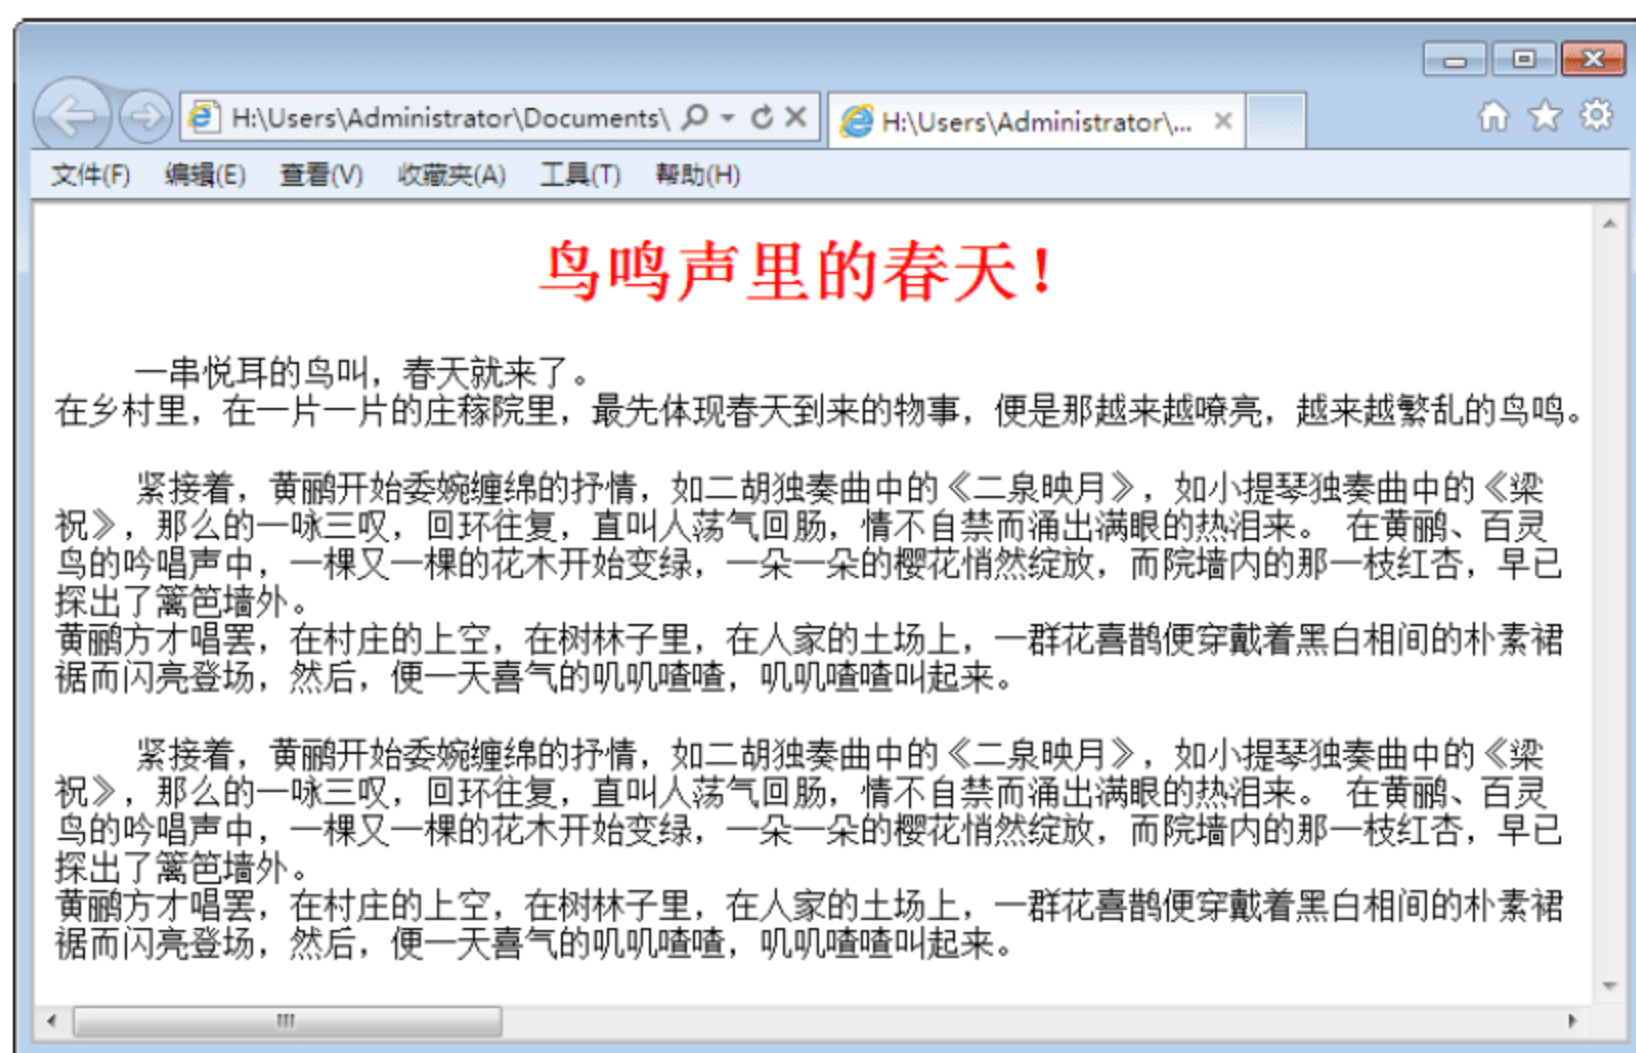 H:\Users\Administrator\Documents\
H:\Users\Administrator\...
文件(F) 编辑(E) 查看(V) 收藏夹(A) 工具(T) 帮助(H)
鸟鸣声里的春天！
一串悦耳的鸟叫，春天就来了。
在乡村里，在一片一片的庄稼院里，最先体现春天到来的物事，便是那越来越嘹亮，越来越繁乱的鸟鸣。
紧接着，黄鹂开始委婉缠绵的抒情，如二胡独奏曲中的《二泉映月》，如小提琴独奏曲中的《梁
祝》，那么的一咏三叹，回环往复，直叫人荡气回肠，情不自禁而涌出满眼的热泪来。 在黄鹂、百灵
鸟的吟唱声中，一棵又一棵的花木开始变绿，一朵一朵的樱花悄然绽放，而院墙内的那一枝红杏，早已
探出了篱笆墙外。
黄鹂方才唱罢，在村庄的上空，在树林子里，在人家的土场上，一群花喜鹊便穿戴着黑白相间的朴素裙
裾而闪亮登场，然后，便一天喜气的叽叽喳喳，叽叽喳喳叫起来。
紧接着，黄鹂开始委婉缠绵的抒情，如二胡独奏曲中的《二泉映月》，如小提琴独奏曲中的《梁
祝》，那么的一咏三叹，回环往复，直叫人荡气回肠，情不自禁而涌出满眼的热泪来。 在黄鹂、百灵
鸟的吟唱声中，一棵又一棵的花木开始变绿，一朵一朵的樱花悄然绽放，而院墙内的那一枝红杏，早已
探出了篱笆墙外。
黄鹂方才唱罢，在村庄的上空，在树林子里，在人家的土场上，一群花喜鹊便穿戴着黑白相间的朴素裙
裾而闪亮登场，然后，便一天喜气的叽叽喳喳，叽叽喳喳叫起来。